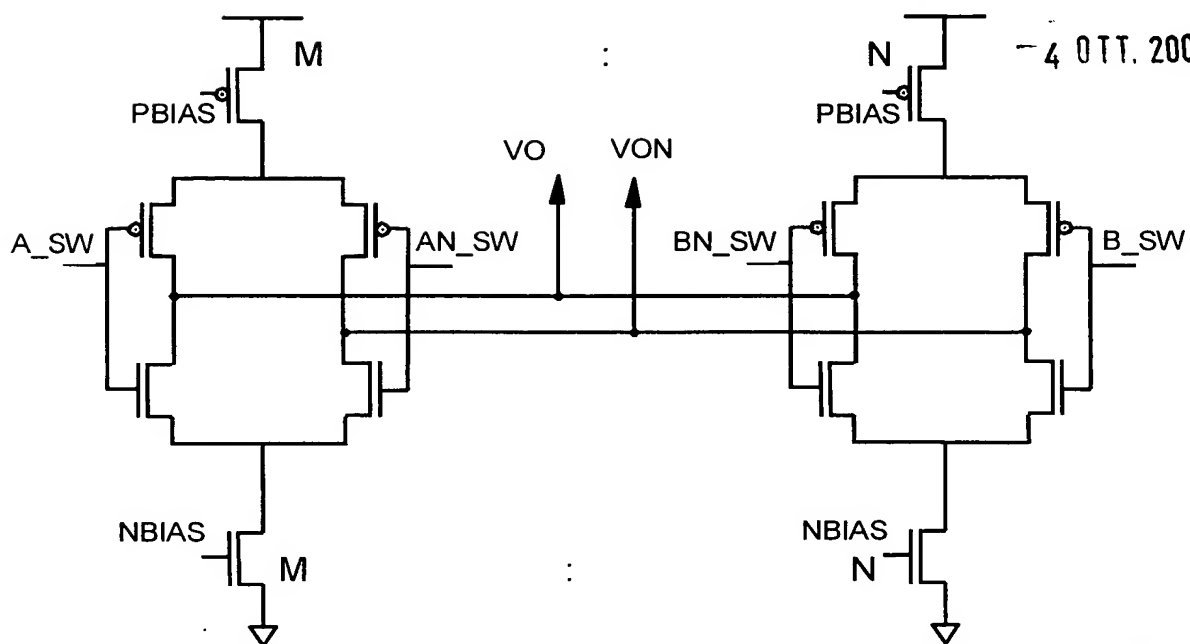 M
N
- 4 OTT. 200
PBIAS
PBIAS
VO
VON
A_SW
AN_SW
BN_SW
B_SW
NBIAS
M
NBIAS
N